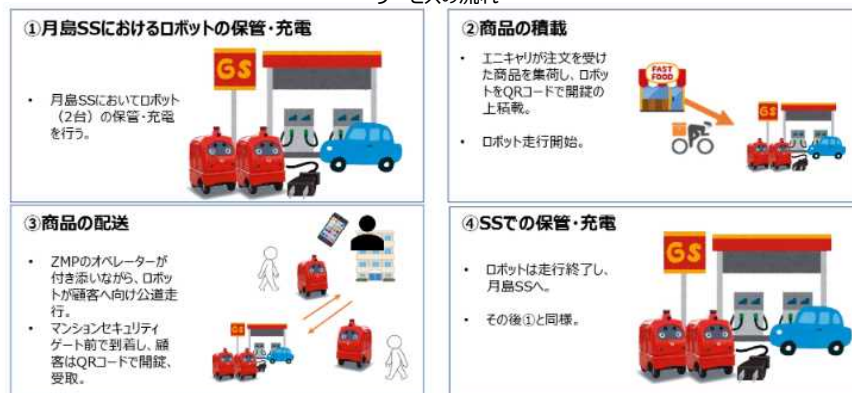 サービスの流れ
①月島SSにおけるロボットの保管・充電
• 月島SSにおいてロボット
（2台）の保管・充電
を行う。
GS
②商品の積載
• エニキャリが注文を受け
た商品を集荷し、ロボッ
トをQRコードで開錠の
上積載。
• ロボット走行開始。
FAST
FOOD
GS
③商品の配送
• ZMPのオペレーターが
付き添いながら、ロボッ
トが顧客へ向け公道走
行。
• マンションセキュリティ
ゲート前で到着し、顧
客はQRコードで開錠、
受取。
GS
④SSでの保管・充電
• ロボットは走行終了し、
月島SSへ。
• その後①と同様。
GS